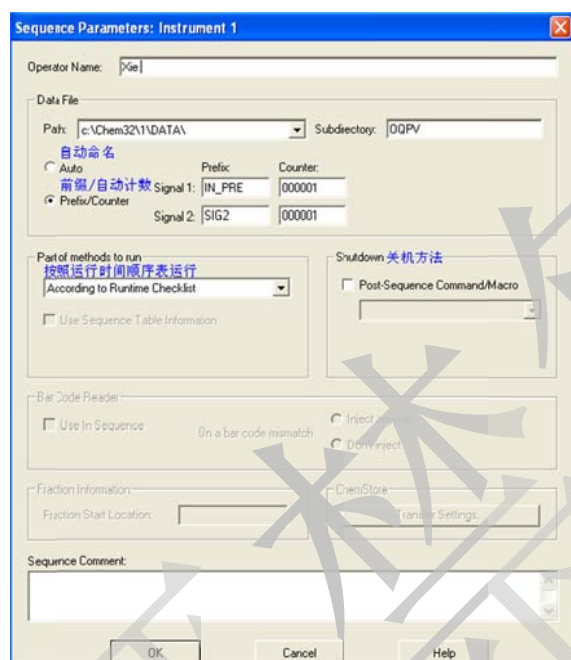 Sequence Parameters: Instrument 1
Operator Name: Xie
Data File
Path: c:\Chem32\1\DATA\ Subdirectory: OQPV
自动命名
Auto Prefix: Counter:
前缀/自动计数 Signal 1: IN_PRE 000001
Prefix/Counter
Signal 2: SIG2 000001
Part of methods to run Shutdown 关机方法
按照运行时间顺序表运行
According to Runtime Checklist Post-Sequence Command/Macro
Use Sequence Table Information
Bar Code Reader
Use In Sequence On a bar code mismatch Inject anyway
Don't inject
Fraction Information ChemStore
Fraction Start Location: Transfer Settings...
Sequence Comment:
OK Cancel Help